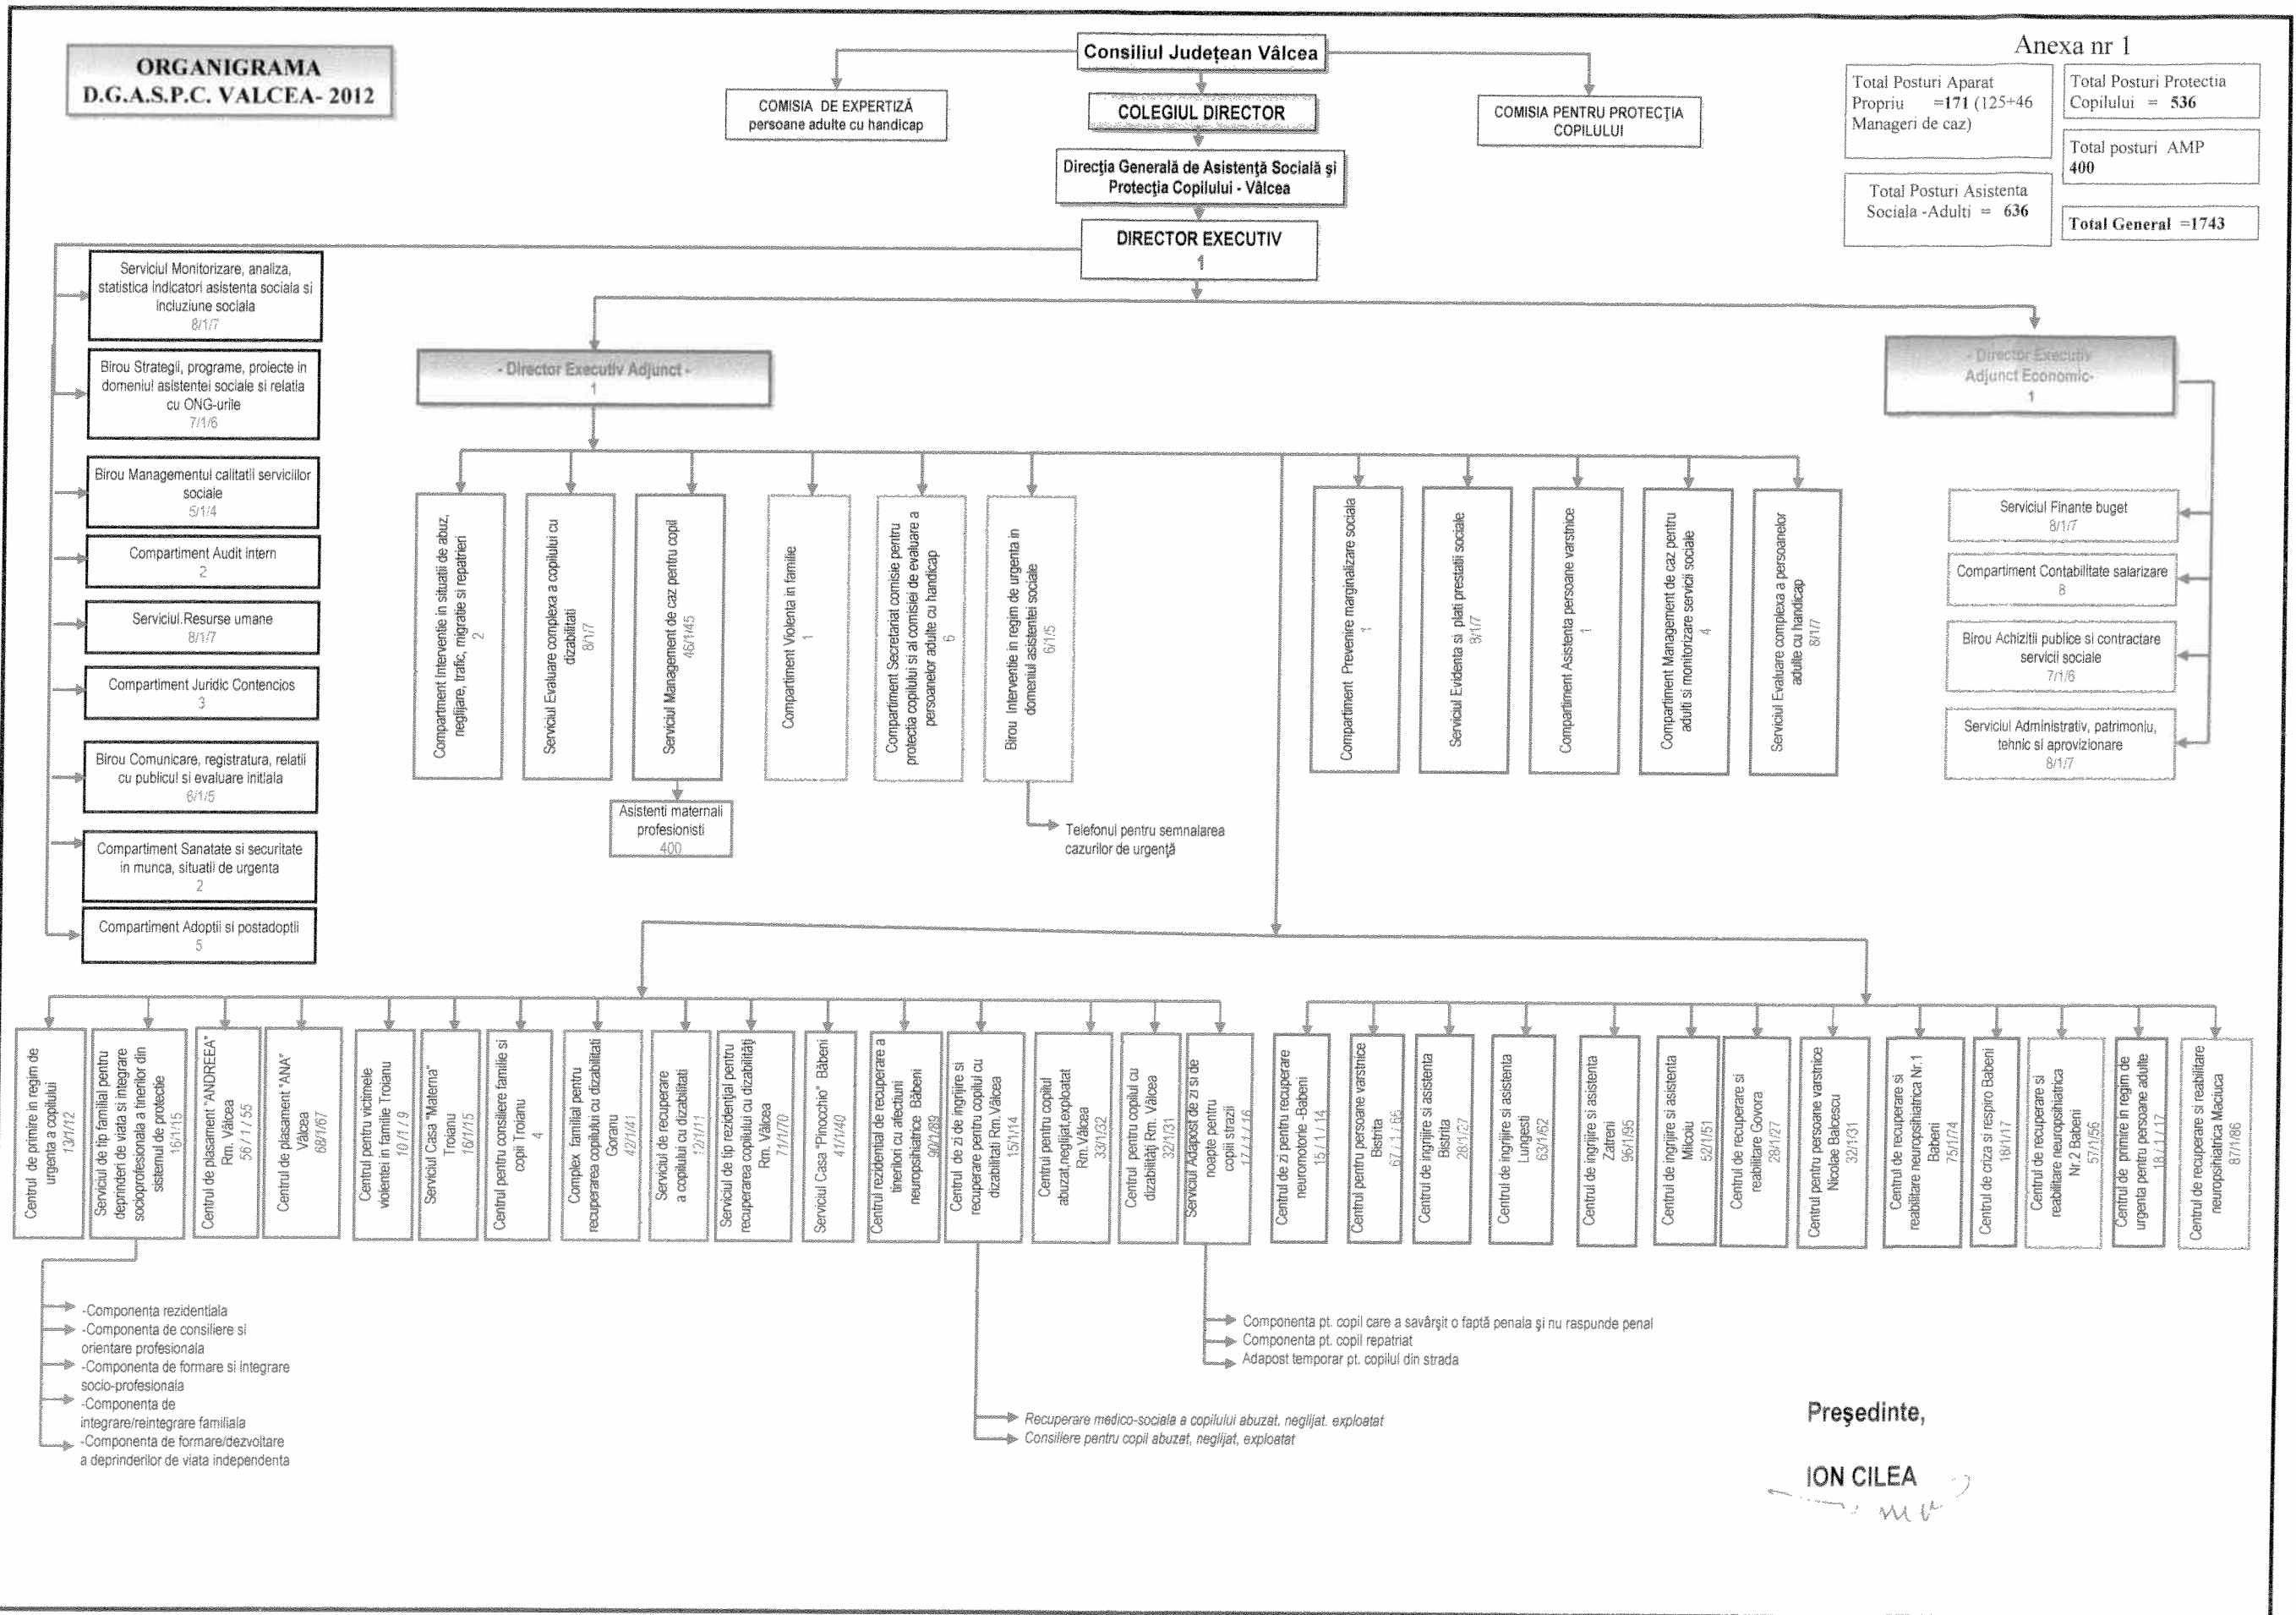 ORGANIGRAMA
D.G.A.S.P.C. VALCEA- 2012
Consiliul Județean Vâlcea
COMISIA DE EXPERTIZĂ
persoane adulte cu handicap
COLEGIUL DIRECTOR
COMISIA PENTRU PROTECŢIA
COPILULUI
Direcţia Generală de Asistenţă Socială şi
Protecţia Copilului - Vâlcea
DIRECTOR EXECUTIV
1
Anexa nr 1
Total Posturi Aparat
Propriu =171 (125+46
Manageri de caz)
Total Posturi Protectia
Copilului = 536
Total posturi AMP
400
Total Posturi Asistenta
Sociala -Adulti = 636
Total General =1743
Serviciul Monitorizare, analiza,
statistica indicatori asistenta sociala si
incluziune sociala
8/1/7
Birou Strategii, programe, proiecte in
domeniul asistentei sociale si relatia
cu ONG-urile
7/1/6
Birou Managementul calitatii serviciilor
sociale
5/1/4
Compartiment Audit intern
2
Serviciul.Resurse umane
8/1/7
Compartiment Juridic Contencios
3
Birou Comunicare, registratura, relatii
cu publicul si evaluare initiala
6/1/5
Compartiment Sanatate si securitate
in munca, situatii de urgenta
2
Compartiment Adoptii si postadoptii
5
- Director Executiv Adjunct -
1
- Director Executiv
Adjunct Economic-
1
Compartment Interventie in situatii de abuz,
neglijare, trafic, migratie si repatrieri
2
Serviciul Evaluare complexa a copilului cu
dizabilitati
8/1/7
Serviciul Management de caz pentru copil
46/1/45
Asistenti maternali
profesionisti
400
Compartiment Violenta in familie
1
Compartiment Secretariat comisie pentru
protectia copilului si al comisiei de evaluare a
persoanelor adulte cu handicap
6
Birou Interventie in regim de urgenta in
domeniul asistentei sociale
6/1/5
Telefonul pentru semnalarea
cazurilor de urgenţă
Compartiment Prevenire marginalizare sociala
1
Serviciul Evidenta si plati prestatii sociale
8/1/7
Compartiment Asistenta persoane varstnice
1
Compartiment Management de caz pentru
adulti si monitorizare servicii sociale
4
Serviciul Evaluare complexa a persoanelor
adulte cu handicap
8/1/7
Serviciul Finante buget
8/1/7
Compartiment Contabilitate salarizare
8
Birou Achizitii publice si contractare
servicii sociale
7/1/6
Serviciul Administrativ, patrimoniu,
tehnic si aprovizionare
8/1/7
Centrul de primire in regim de
urgenta a copilului
13/1/12
Serviciul de tip familial pentru
deprinderi de viata si integrare
socioprofesionala a tinerilor din
sistemul de protectie
16/1/15
Centrul de plasament "ANDREEA"
Rm. Vâlcea
56 / 1 / 55
Centrul de plasament "ANA"
Vâlcea
68/1/67
Centrul pentru victimele
violentei in familie Troianu
10 /1 / 9
Serviciul Casa "Materna"
Troianu
16/1/15
Centrul pentru consiliere familie si
copii Troianu
4
Complex familial pentru
recuperarea copilului cu dizabilitati
Goranu
42/1/41
Serviciul de recuperare
a copilului cu dizabilitati
12/1/11
Serviciul de tip rezidenţial pentru
recuperarea copilului cu dizabilităţi
Rm. Vâlcea
71/1/70
Serviciul Casa "Pinocchio" Băbeni
41/1/40
Centrul rezidential de recuperare a
tinerilori cu afectiuni
neuropsihiatrice Băbeni
90/1/89
Centrul de zi de ingrijire si
recuperare pentru copilul cu
dizabilitati Rm.Vâlcea
15/1/14
Centrul pentru copilul
abuzat,neglijat,exploatat
Rm. Vâlcea
33/1/32
Centrul pentru copilul cu
dizabilităţi Rm. Vâlcea
32/1/31
Serviciul Adapost de zi si de
noapte pentru
copiii strazii
17 / 1 / 16
Centrul de zi pentru recuperare
neuromotorie -Babeni
15 / 1 / 14
Centrul pentru persoane varstnice
Bistrita
67 / 1 / 65
Centrul de ingrijire si asistenta
Bistrita
28/1/27
Centrul de ingrijire si asistenta
Lungesti
63/1/62
Centrul de ingrijire si asistenta
Zatreni
96/1/95
Centrul de ingrijire si asistenta
Milcoiu
52/1/51
Centrul de recuperare si
reabilitare Govora
28/1/27
Centrul pentru persoane varstnice
Nicolae Balcescu
32/1/31
Centrul de recuperare si
reabilitare neuropsihiatrica Nr.1
Babeni
75/1/74
Centrul de criza si respiro Babeni
18/1/17
Centrul de recuperare si
reabilitare neuropsihiatrica
Nr.2 Babeni
57/1/56
Centrul de primire in regim de
urgenta pentru persoane adulte
18 / 1 / 17
Centrul de recuperare si reabilitare
neuropsihiatrica Maciuca
87/1/86
-Componenta rezidentiala
-Componenta de consiliere si
orientare profesionala
-Componenta de formare si integrare
socio-profesionala
-Componenta de
integrare/reintegrare familiala
-Componenta de formare/dezvoltare
a deprinderilor de viata independenta
Recuperare medico-sociala a copilului abuzat, neglijat. exploatat
Consiliere pentru copil abuzat, neglijat, exploatat
Componenta pt. copil care a savârşit o faptă penala şi nu raspunde penal
Componenta pt. copil repatriat
Adapost temporar pt. copilul din strada
Preşedinte,
ION CILEA